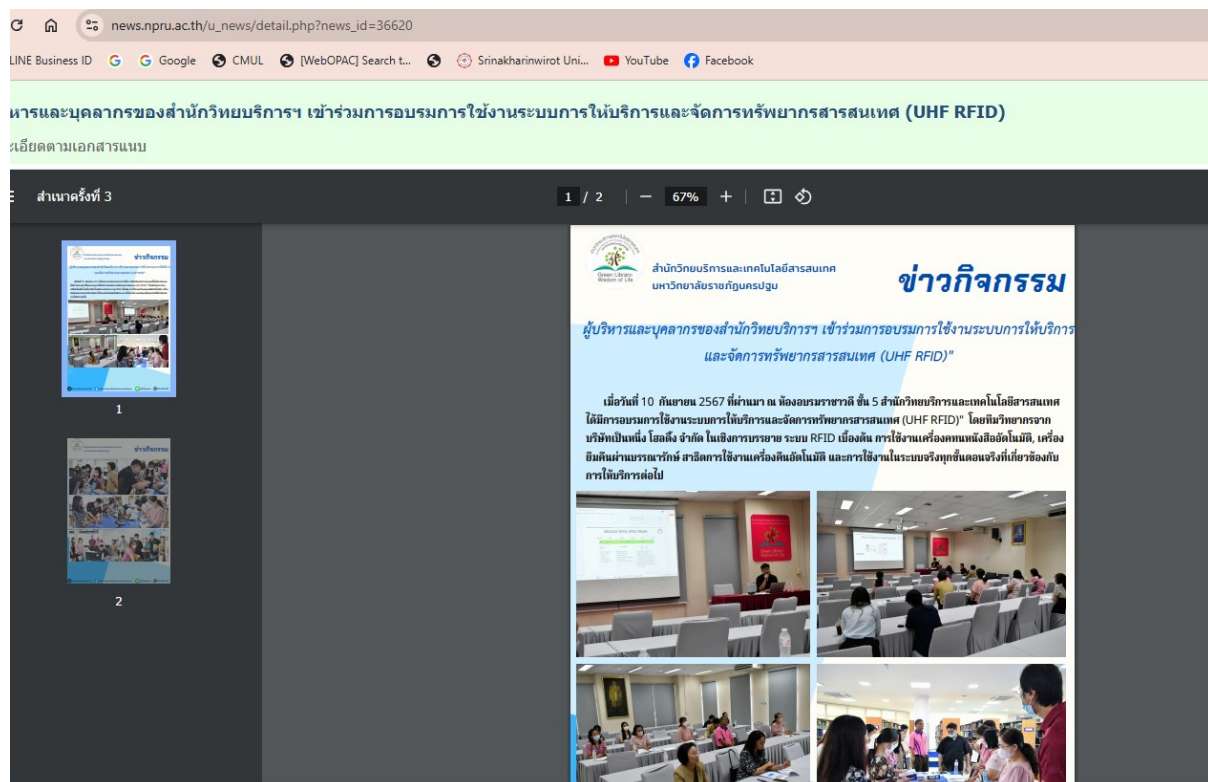 news.npru.ac.th/u_news/detail.php?news_id=36620
LINE Business ID Google CMUL [WebOPAC] Search t... Srinakharinwirot Uni... YouTube Facebook
หารและบุคลากรของสำนักวิทยบริการฯ เข้าร่วมการอบรมการใช้งานระบบการให้บริการและจัดการทรัพยากรสารสนเทศ (UHF RFID)
ะเอียดตามเอกสารแนบ
สำเนาครั้งที่ 3 1 / 2 67%
1
2
Green Library
Wisdom of Life
สำนักวิทยบริการและเทคโนโลยีสารสนเทศ
มหาวิทยาลัยราชภัฏนครปฐม
ข่าวกิจกรรม
ผู้บริหารและบุคลากรของสำนักวิทยบริการฯ เข้าร่วมการอบรมการใช้งานระบบการให้บริการ
และจัดการทรัพยากรสารสนเทศ (UHF RFID)"
เมื่อวันที่ 10 กันยายน 2567 ที่ผ่านมา ณ ห้องอบรมราชาวดี ชั้น 5 สำนักวิทยบริการและเทคโนโลยีสารสนเทศ
ได้มีการอบรมการใช้งานระบบการให้บริการและจัดการทรัพยากรสารสนเทศ (UHF RFID)" โดยทีมวิทยากรจาก
บริษัทเป็นหนึ่ง โฮลดิ้ง จำกัด ในเชิงการบรรยาย ระบบ RFID เบื้องต้น การใช้งานเครื่องคทนหนังสืออัตโนมัติ, เครื่อง
ยืมคืนผ่านบรรณารักษ์ สาธิตการใช้งานเครื่องคืนอัตโนมัติ และการใช้งานในระบบจริงทุกขั้นตอนจริงที่เกี่ยวข้องกับ
การให้บริการต่อไป